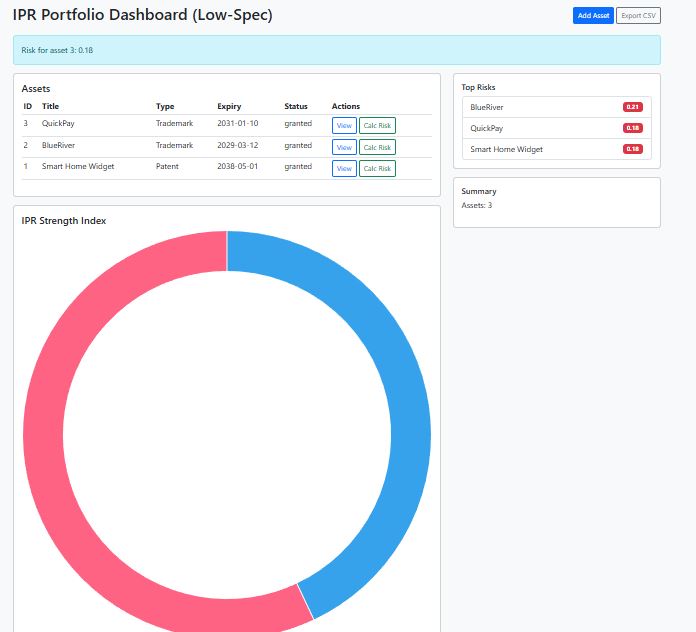 IPR Portfolio Dashboard (Low-Spec)
Add Asset Export CSV
Risk for asset 3: 0.18
Assets
ID Title Type Expiry Status Actions
3 QuickPay Trademark 2031-01-10 granted View Calc Risk
2 BlueRiver Trademark 2029-03-12 granted View Calc Risk
1 Smart Home Widget Patent 2038-05-01 granted View Calc Risk
Top Risks
BlueRiver 0.21
QuickPay 0.18
Smart Home Widget 0.18
Summary
Assets: 3
IPR Strength Index